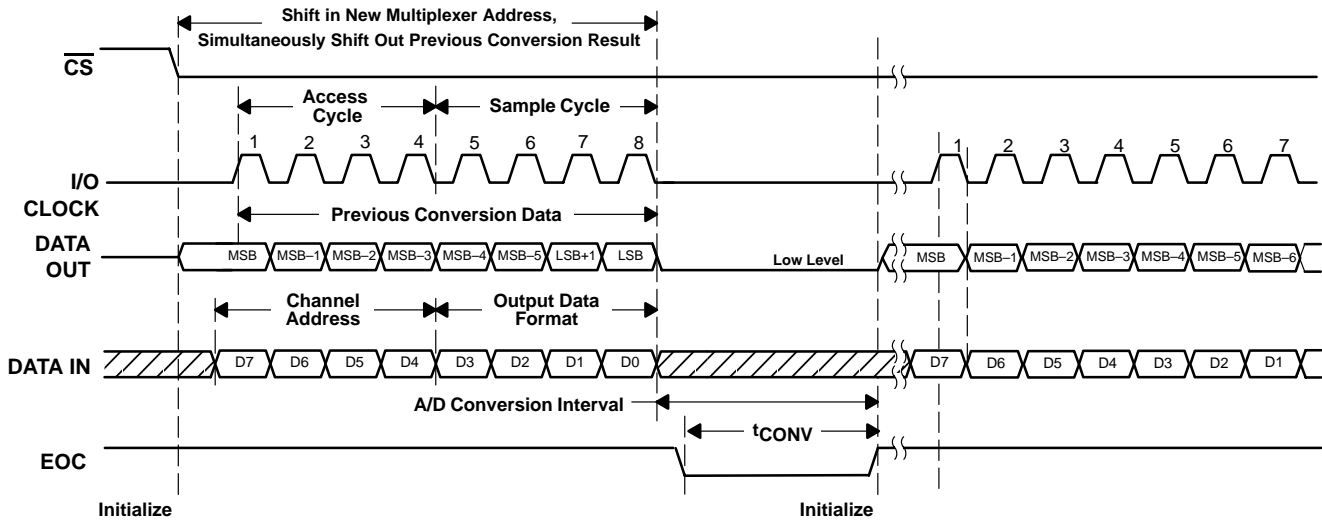 Shift in New Multiplexer Address,
Simultaneously Shift Out Previous Conversion Result
CS
Access
Cycle
Sample Cycle
1 2 3 4 5 6 7 8 1 2 3 4 5 6 7
I/O
CLOCK
Previous Conversion Data
DATA
OUT
MSB MSB–1 MSB–2 MSB–3 MSB–4 MSB–5 LSB+1 LSB Low Level MSB MSB–1 MSB–2 MSB–3 MSB–4 MSB–5 MSB–6
Channel
Address
Output Data
Format
DATA IN D7 D6 D5 D4 D3 D2 D1 D0 D7 D6 D5 D4 D3 D2 D1
A/D Conversion Interval
tCONV
EOC
Initialize Initialize